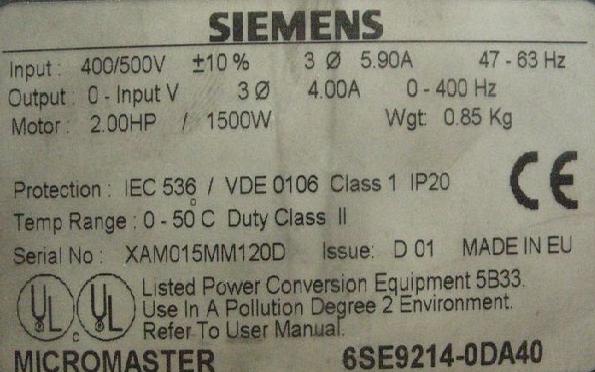 SIEMENS
Input : 400/500V ±10 % 3 Ø 5.90A 47 - 63 Hz
Output : 0 - Input V 3 Ø 4.00A 0 - 400 Hz
Motor : 2.00HP / 1500W Wgt: 0.85 Kg
CE
Protection : IEC 536 / VDE 0106 Class 1 IP20
Temp Range : 0 - 50°C Duty Class II
Serial No : XAM015MM120D Issue: D 01 MADE IN EU
UL c UL Listed Power Conversion Equipment 5B33.
Use In A Pollution Degree 2 Environment.
Refer To User Manual.
MICROMASTER 6SE9214-0DA40